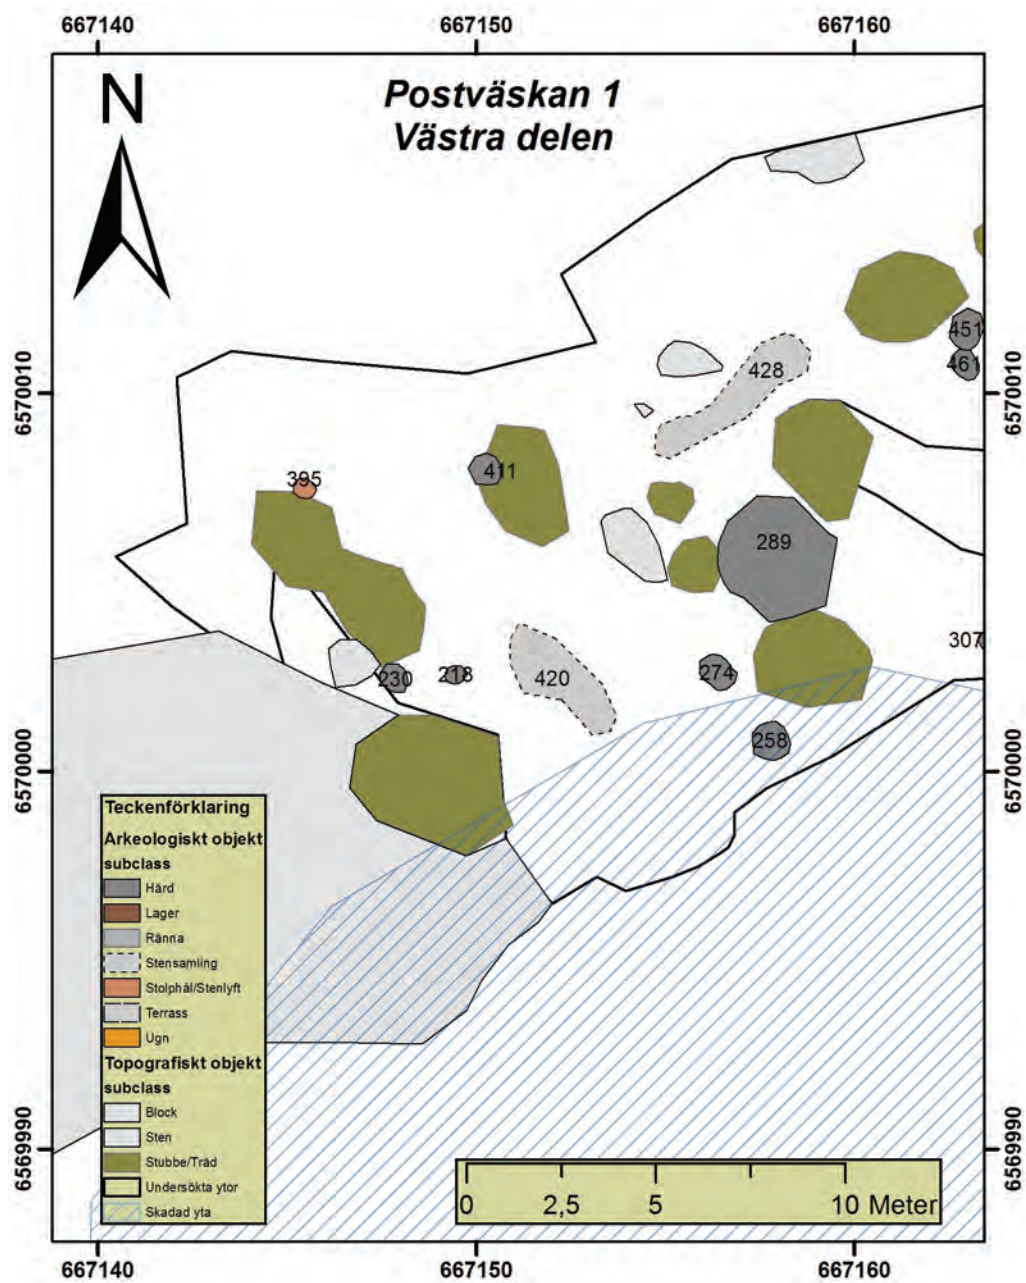 667140 667150 667160
N
Postväskan 1
Västra delen
6570010 6570010
451
461
428
395
411
289
307
230
218
420
274
258
6570000 6570000
Teckenförklaring
Arkeologiskt objekt
subclass
Härd
Lager
Ränna
Stensamling
Stolphål/Stenlyft
Terrass
Ugn
Topografiskt objekt
subclass
Block
Sten
Stubbe/Träd
Undersökta ytor
Skadad yta
6569990 6569990
0 2,5 5 10 Meter
667140 667150 667160